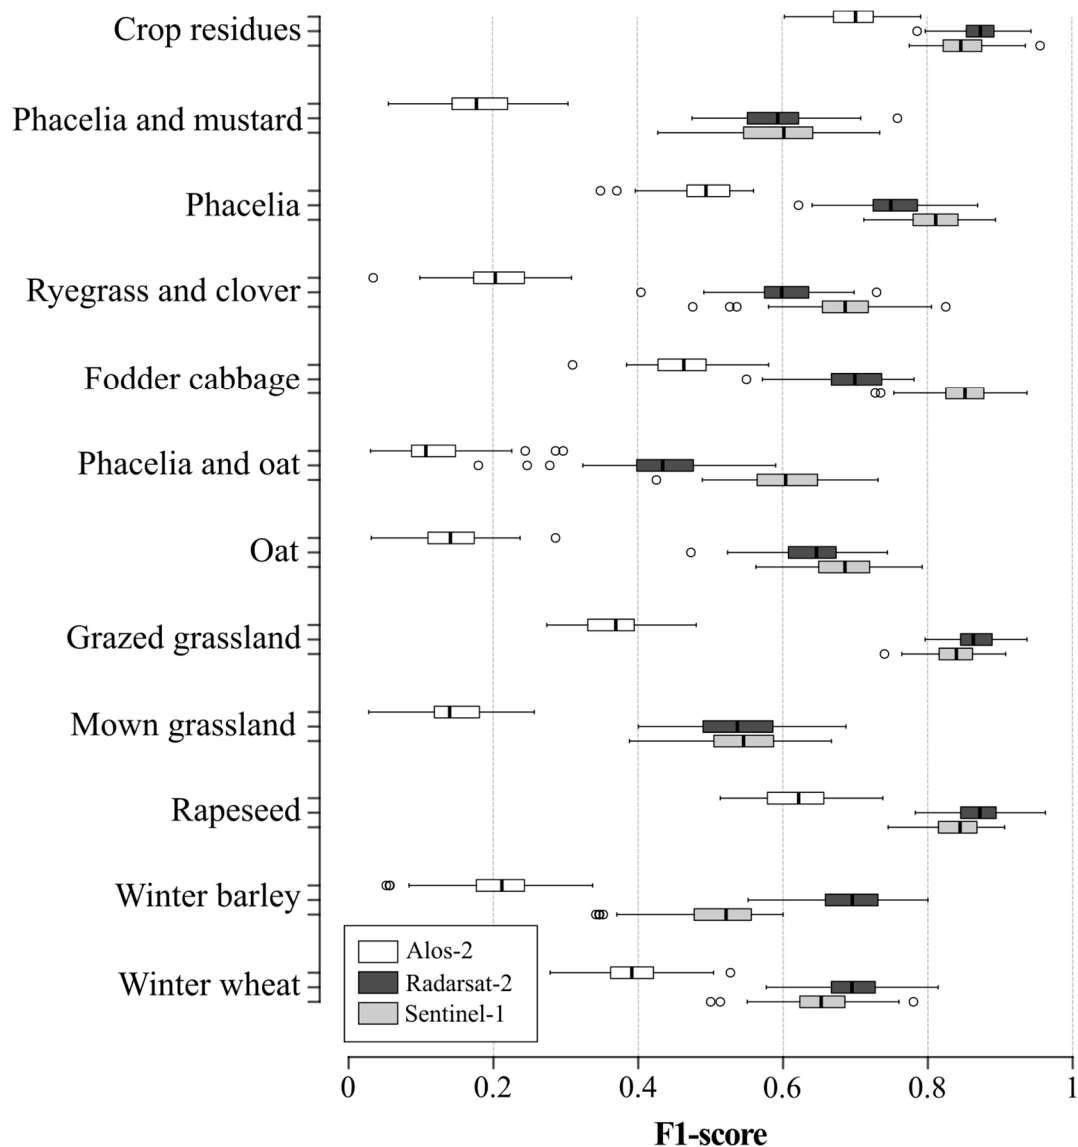 Crop residues
Phacelia and mustard
Phacelia
Ryegrass and clover
Fodder cabbage
Phacelia and oat
Oat
Grazed grassland
Mown grassland
Rapeseed
Winter barley
Winter wheat
Alos-2
Radarsat-2
Sentinel-1
0 0.2 0.4 0.6 0.8 1
F1-score